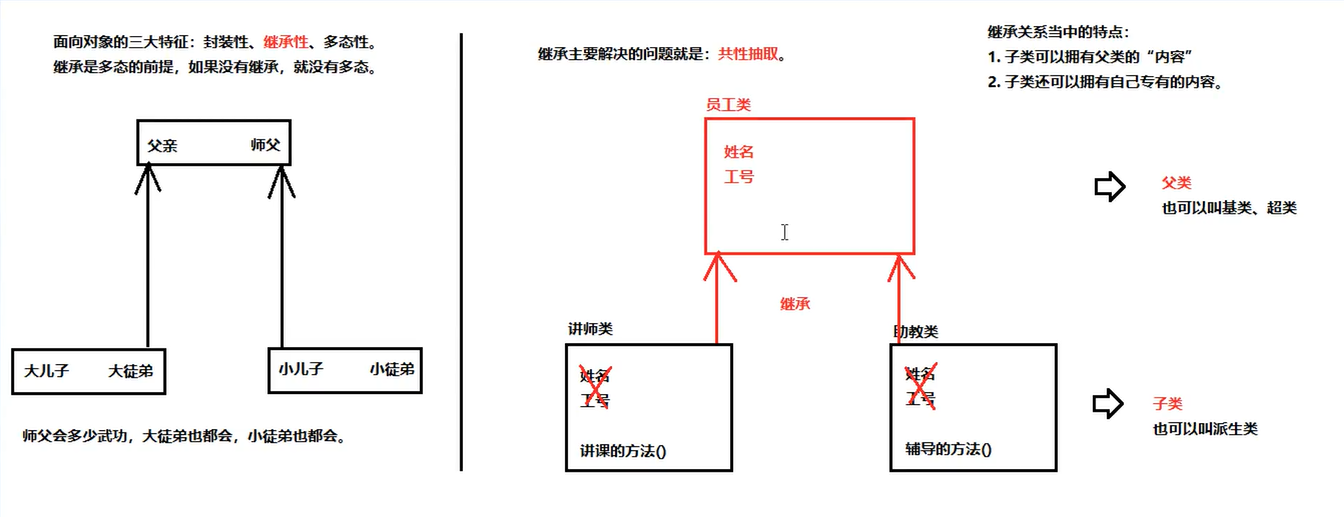 面向对象的三大特征：封装性、继承性、多态性。
继承是多态的前提，如果没有继承，就没有多态。
父亲 师父
大儿子 大徒弟
小儿子 小徒弟
师父会多少武功，大徒弟也都会，小徒弟也都会。
继承主要解决的问题就是：共性抽取。
员工类
姓名
工号
继承
讲师类
姓名
工号
讲课的方法()
助教类
姓名
工号
辅导的方法()
继承关系当中的特点：
1. 子类可以拥有父类的“内容”
2. 子类还可以拥有自己专有的内容。
父类
也可以叫基类、超类
子类
也可以叫派生类